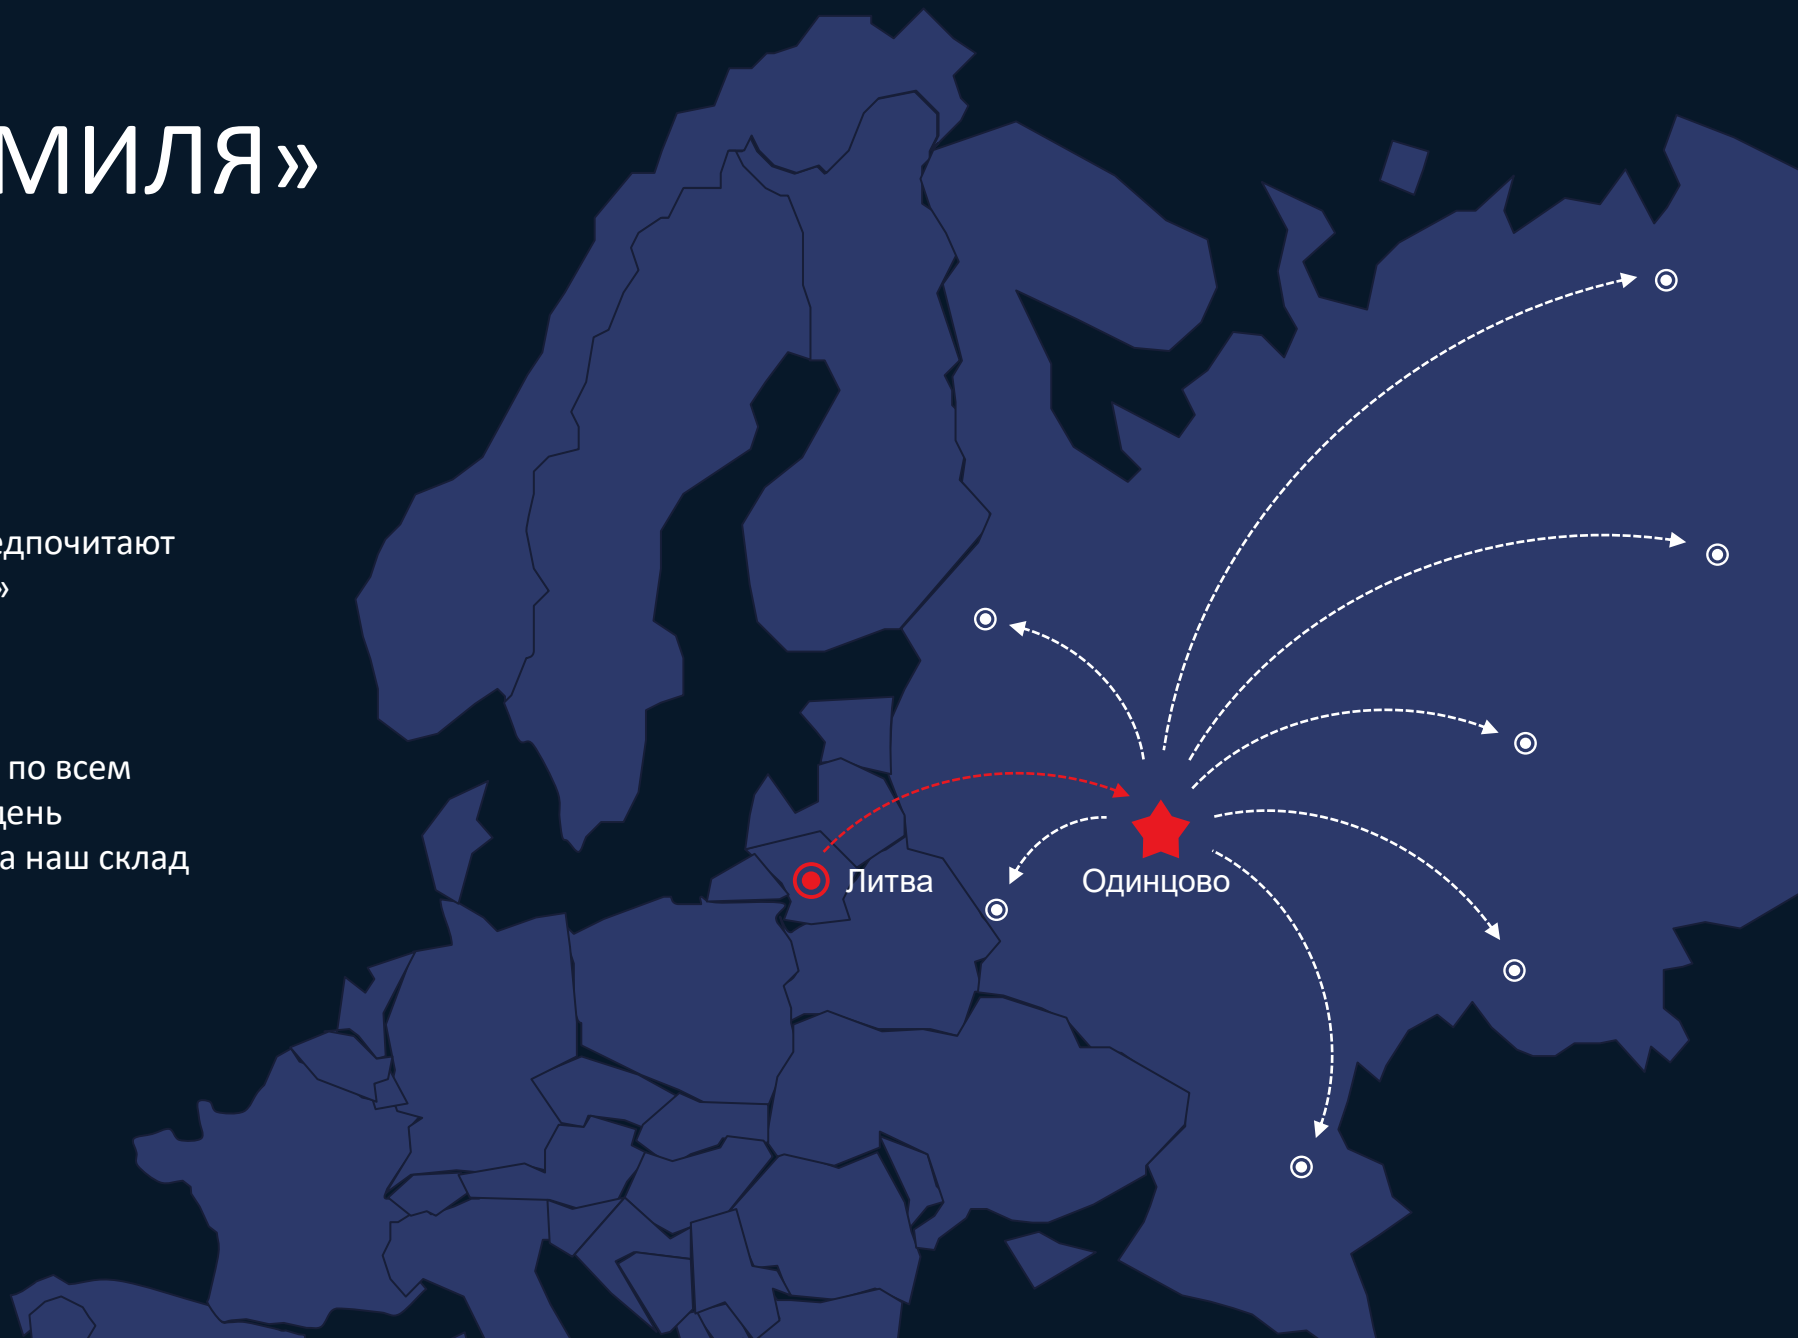 МИЛЯ»
едпочитают
»
по всем
день
а наш склад
Литва
Одинцово